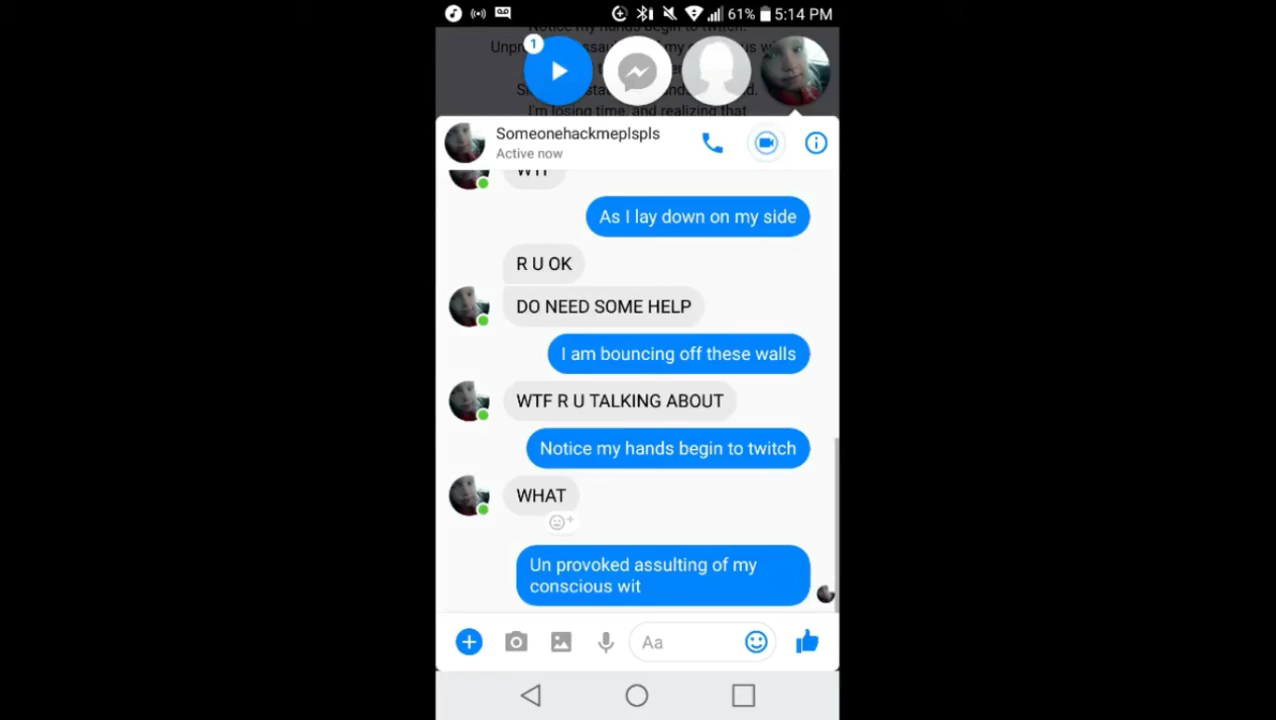 61% 5:14 PM
Notice my hands begin to twitch.
1
I'm losing time, and realizing that
Someonehackmeplspls
Active now
WTF
As I lay down on my side
R U OK
DO NEED SOME HELP
I am bouncing off these walls
WTF R U TALKING ABOUT
Notice my hands begin to twitch
WHAT
Un provoked assulting of my
conscious wit
Aa